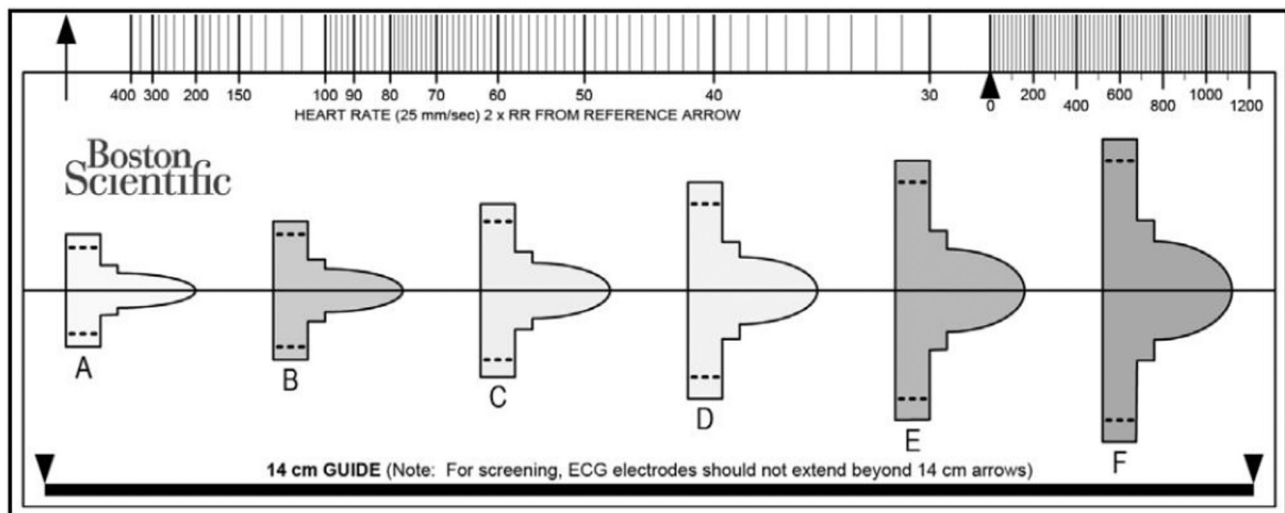 400 300 200 150 100 90 80 70 60 50 40 30 0 200 400 600 800 1000 1200
HEART RATE (25 mm/sec) 2 x RR FROM REFERENCE ARROW
Boston
Scientific
A B C D E F
14 cm GUIDE (Note: For screening, ECG electrodes should not extend beyond 14 cm arrows)